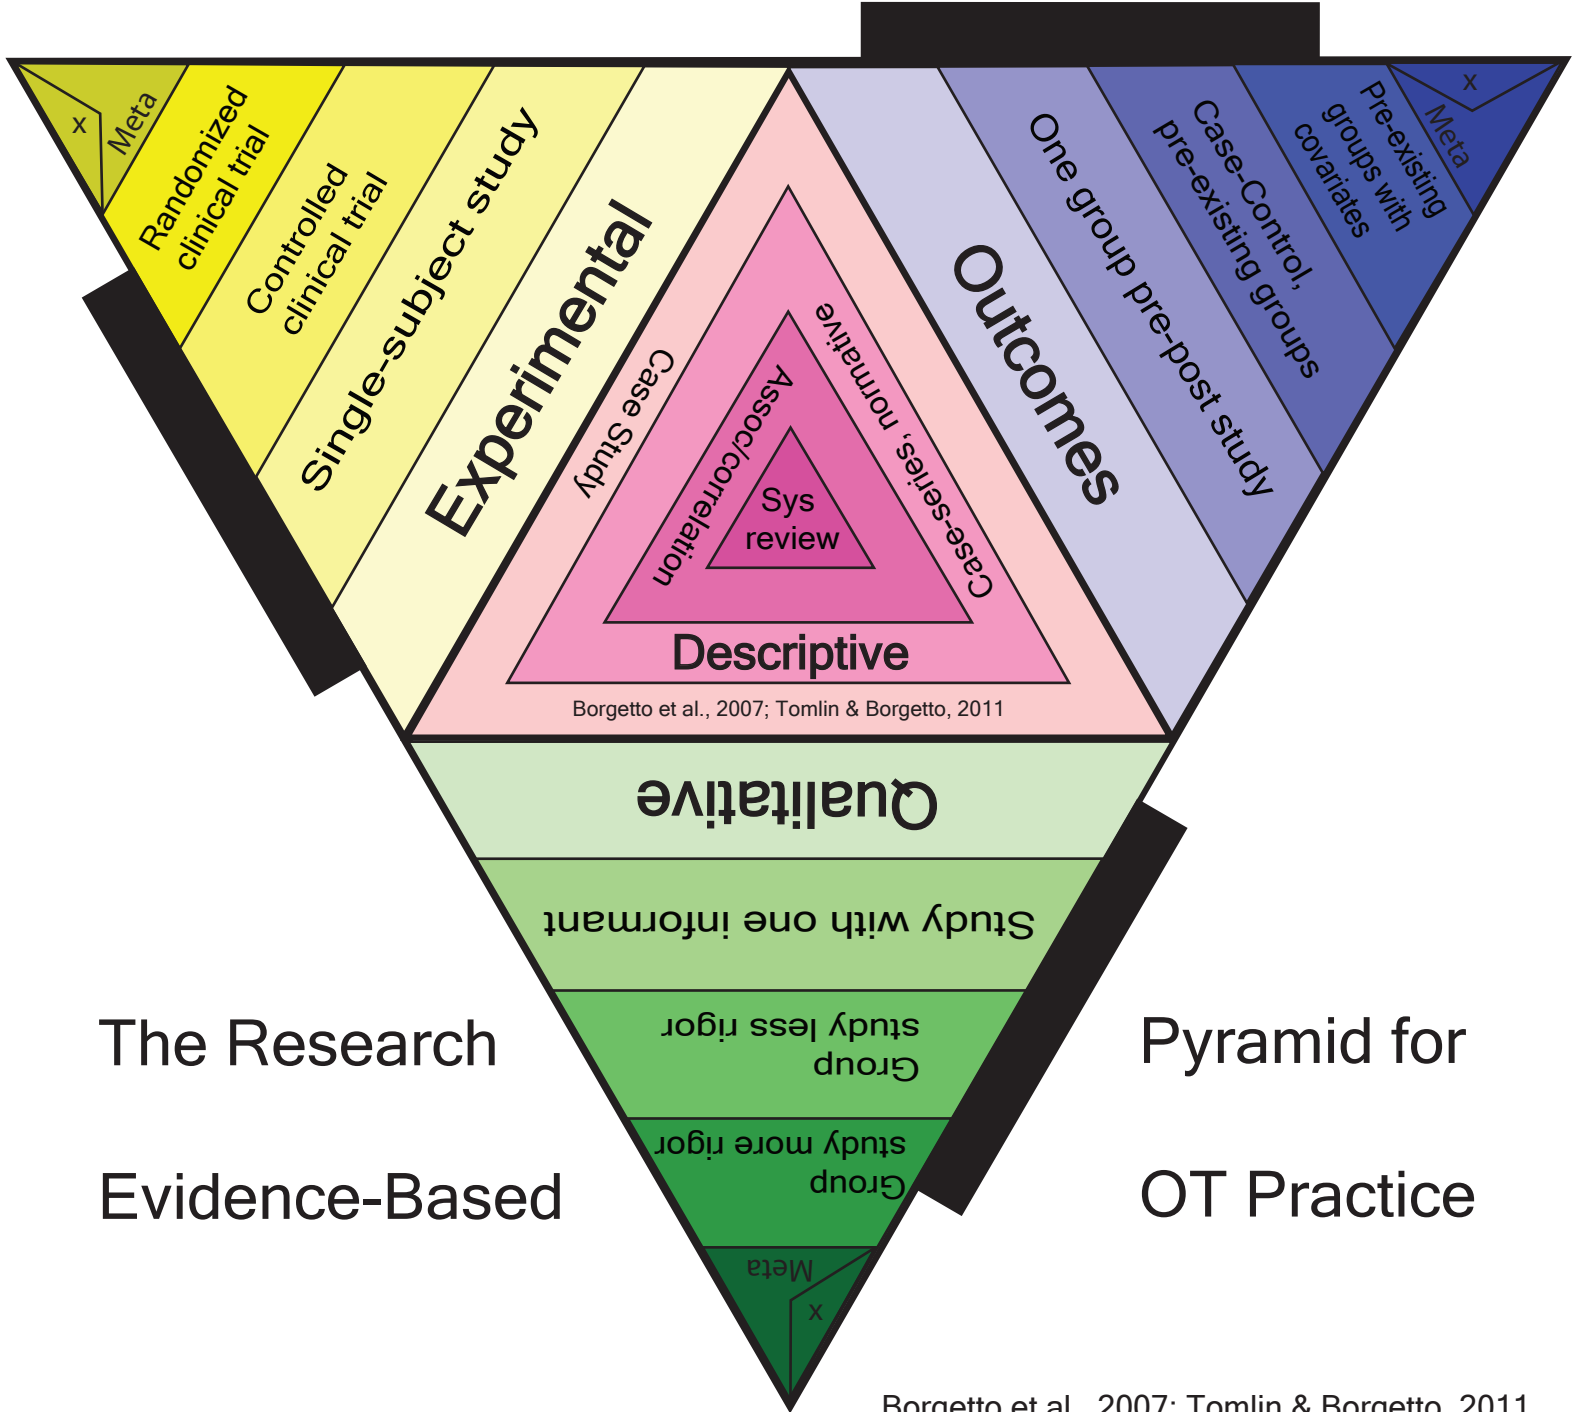 x
Meta
Randomized
clinical trial
Controlled
clinical trial
Single-subject study
Experimental
x
Meta
Pre-existing
groups with
covariates
Case-Control,
pre-existing groups
One group pre-post study
Outcomes
Case Study
Case-series, normative
Assoc/correlation
Sys
review
Descriptive
Borgetto et al., 2007; Tomlin & Borgetto, 2011
Qualitative
Study with one informant
Group
study less rigor
Group
study more rigor
Meta
x
The Research
Pyramid for
Evidence-Based
OT Practice
Borgetto et al., 2007; Tomlin & Borgetto, 2011